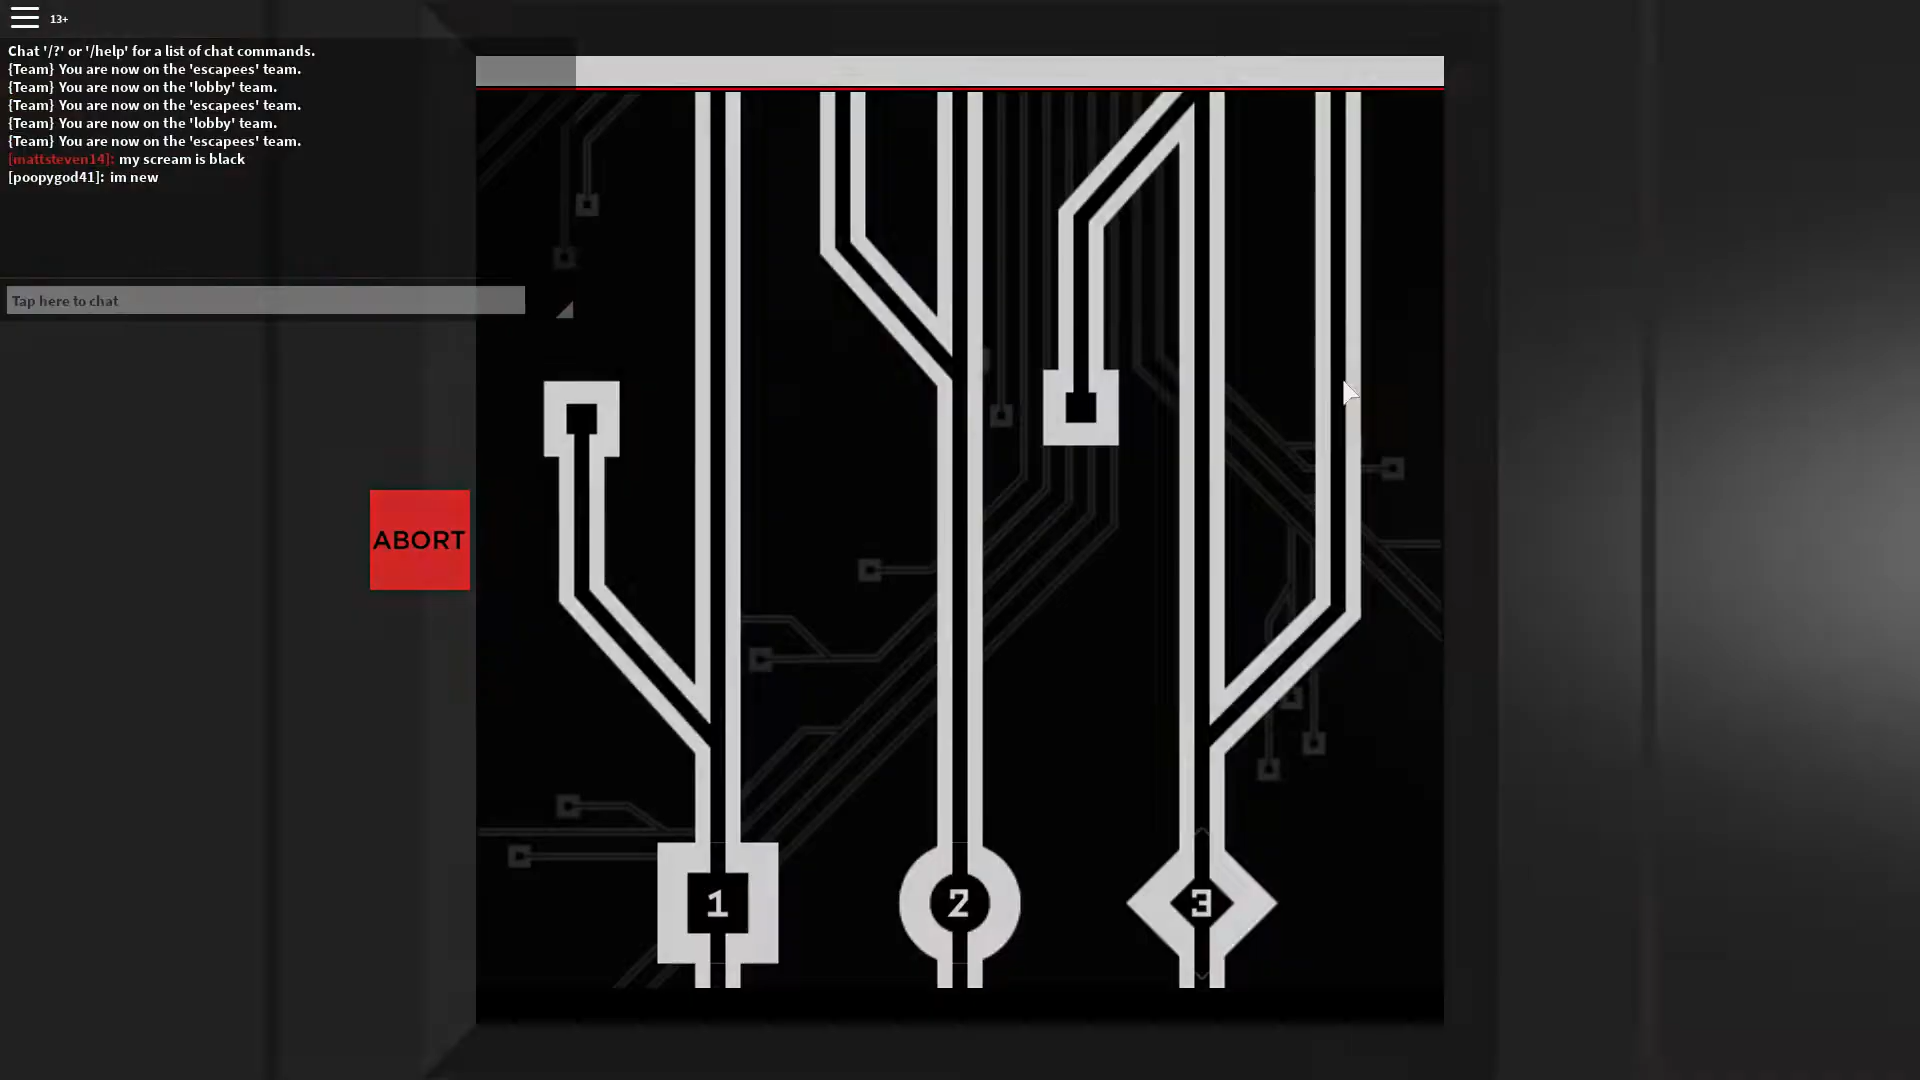 13+
Chat '/?' or '/help' for a list of chat commands.
{Team} You are now on the 'escapees' team.
{Team} You are now on the 'lobby' team.
{Team} You are now on the 'escapees' team.
{Team} You are now on the 'lobby' team.
{Team} You are now on the 'escapees' team.
[mattsteven14]: my scream is black
[poopygod41]: im new
Tap here to chat
ABORT
1 2 3